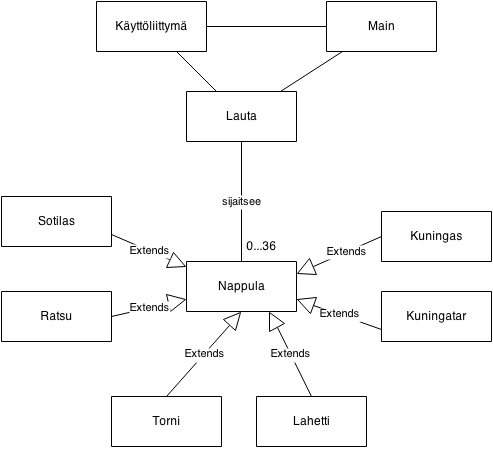 Käyttöliittymä
Main
Lauta
sijaitsee
0...36
Sotilas
Extends
Kuningas
Extends
Nappula
Ratsu
Extends
Kuningatar
Extends
Extends
Extends
Torni
Lahetti